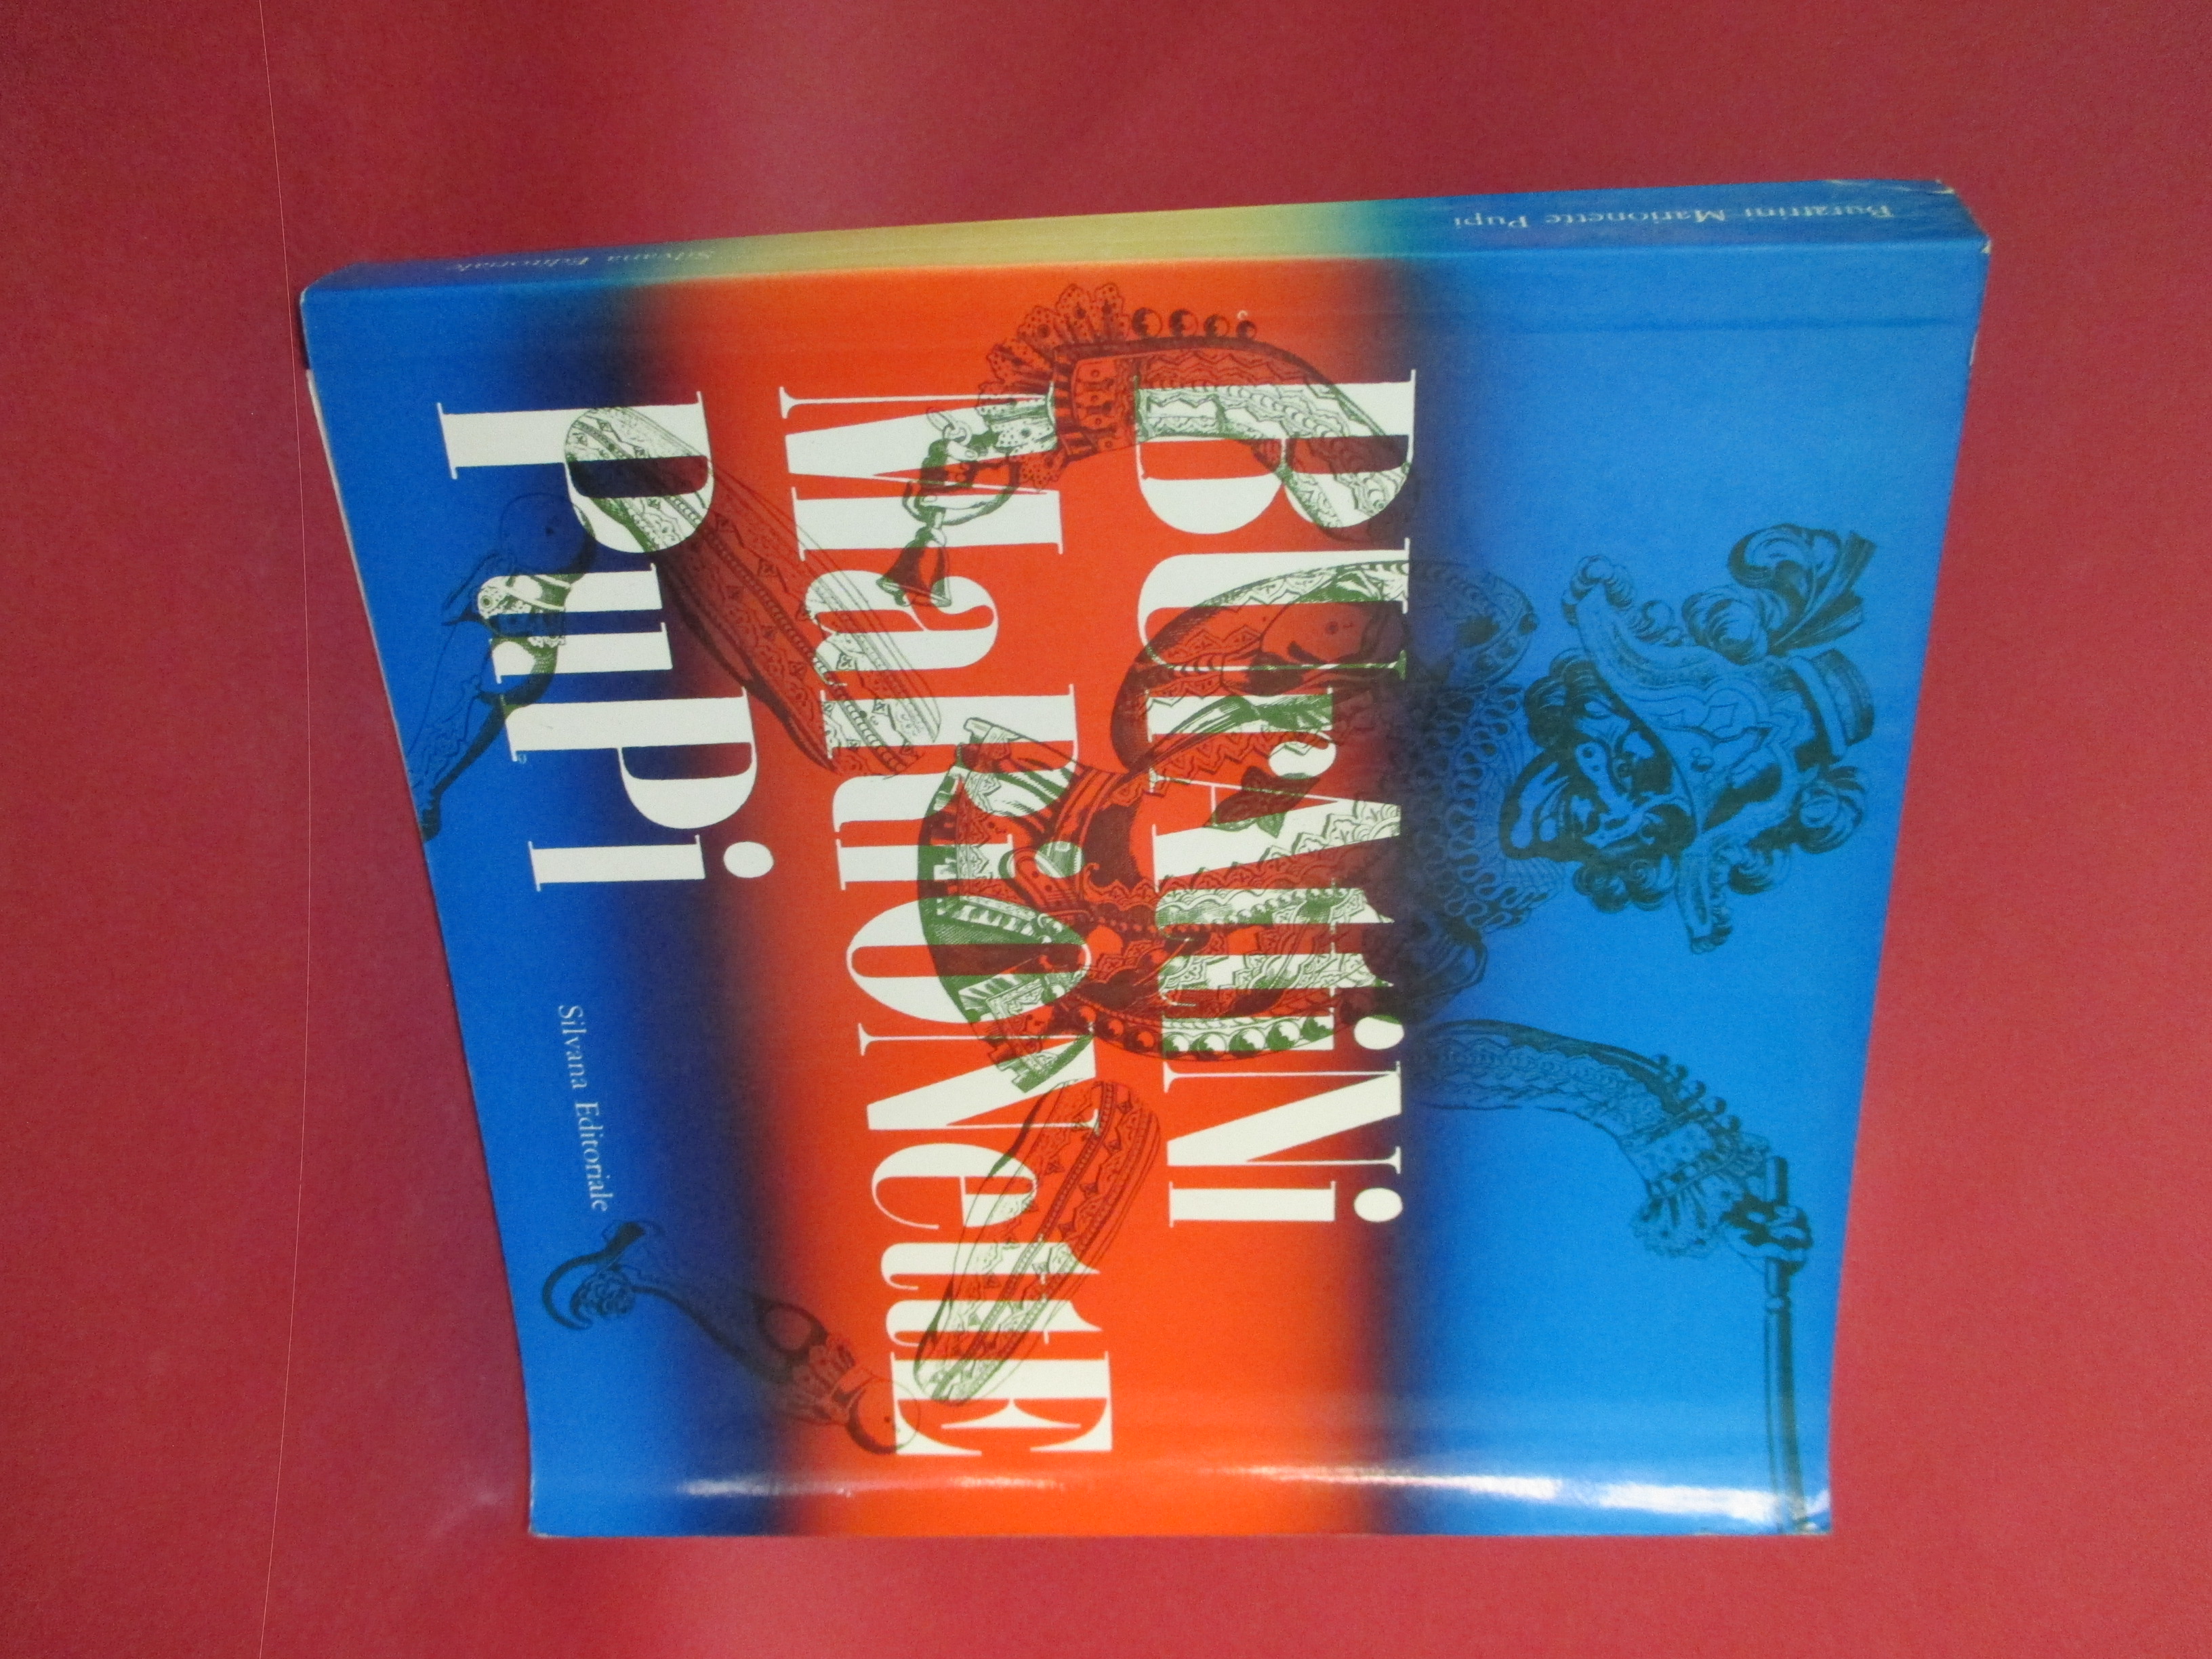 BUrAttiNi
MaRiONettE
PuPi
Silvana Editoriale
Burattini Marionette Pupi
Silvana Editoriale